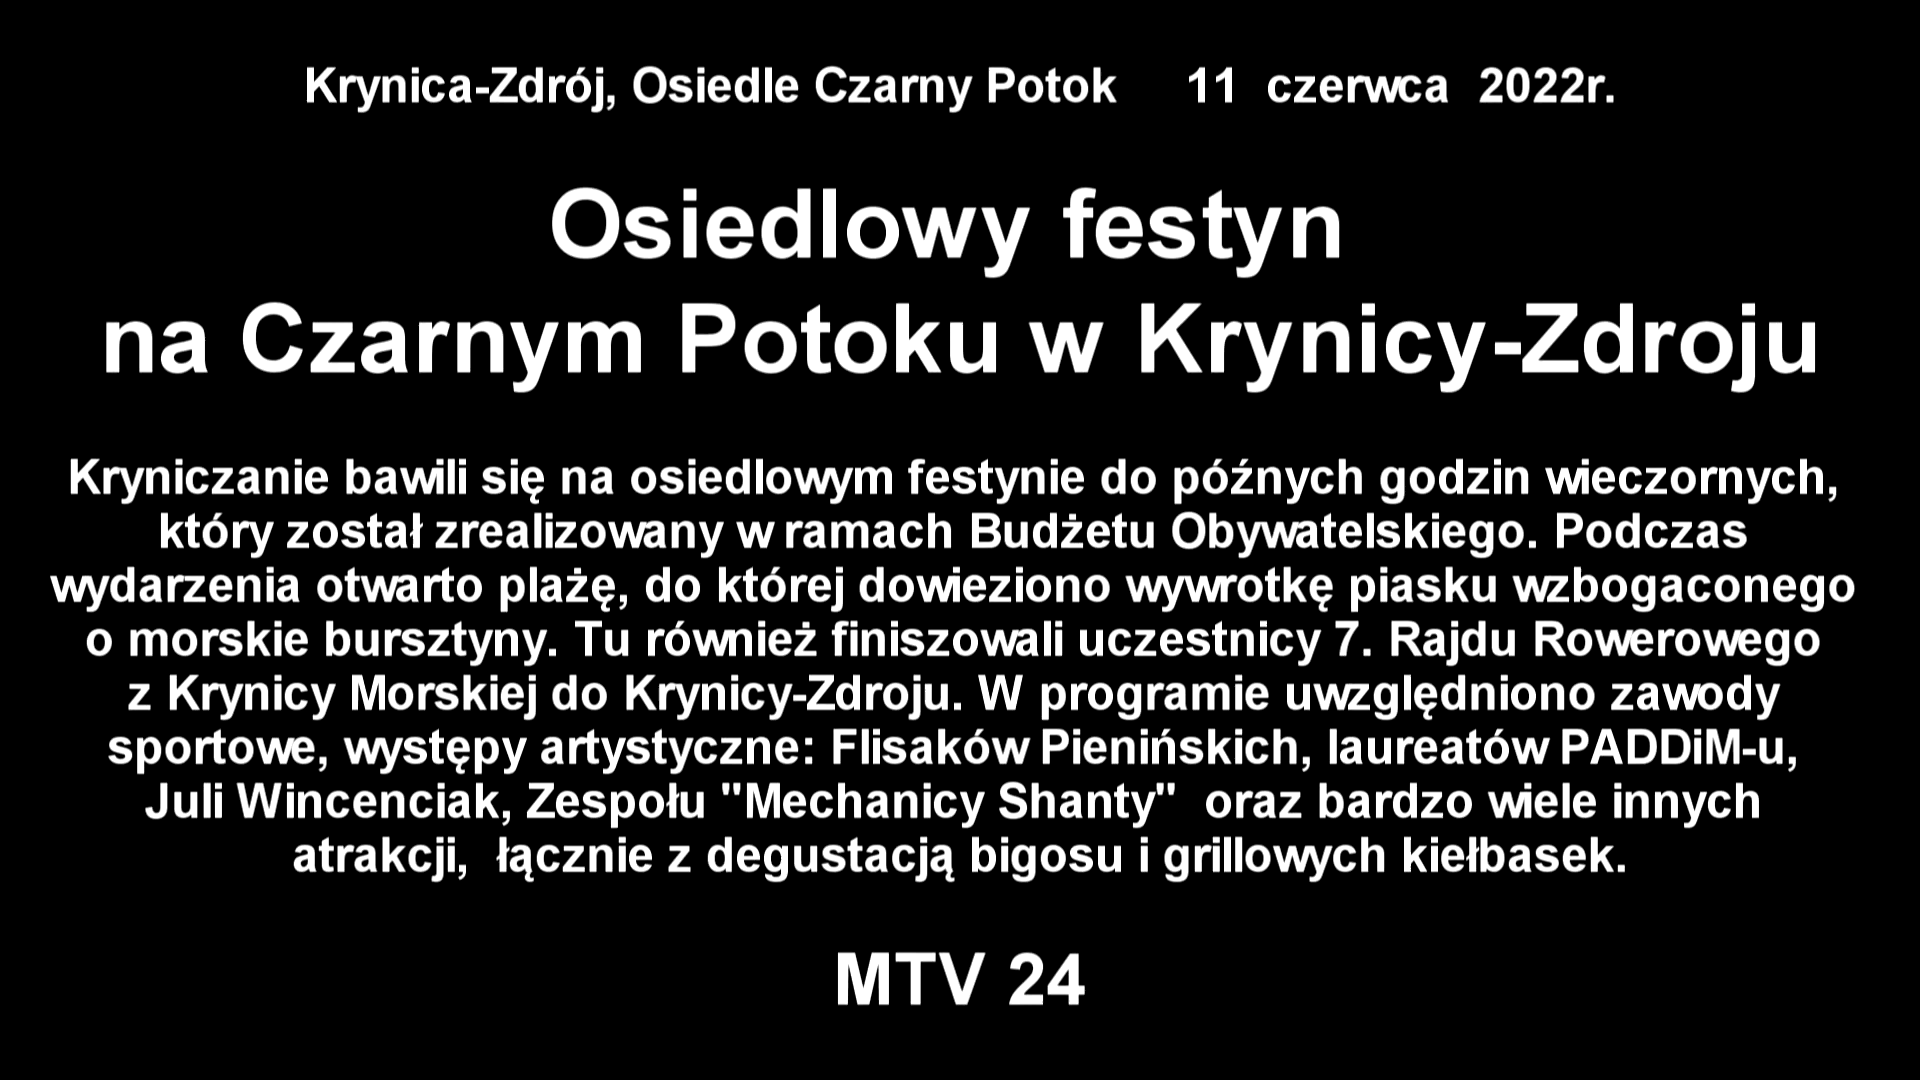 Krynica-Zdrój, Osiedle Czarny Potok 11 czerwca 2022r.
Osiedlowy festyn
na Czarnym Potoku w Krynicy-Zdroju
Kryniczanie bawili się na osiedlowym festynie do późnych godzin wieczornych,
który został zrealizowany w ramach Budżetu Obywatelskiego. Podczas
wydarzenia otwarto plażę, do której dowieziono wywrotkę piasku wzbogaconego
o morskie bursztyny. Tu również finiszowali uczestnicy 7. Rajdu Rowerowego
z Krynicy Morskiej do Krynicy-Zdroju. W programie uwzględniono zawody
sportowe, występy artystyczne: Flisaków Pienińskich, laureatów PADDiM-u,
Juli Wincenciak, Zespołu "Mechanicy Shanty" oraz bardzo wiele innych
atrakcji, łącznie z degustacją bigosu i grillowych kiełbasek.
MTV 24